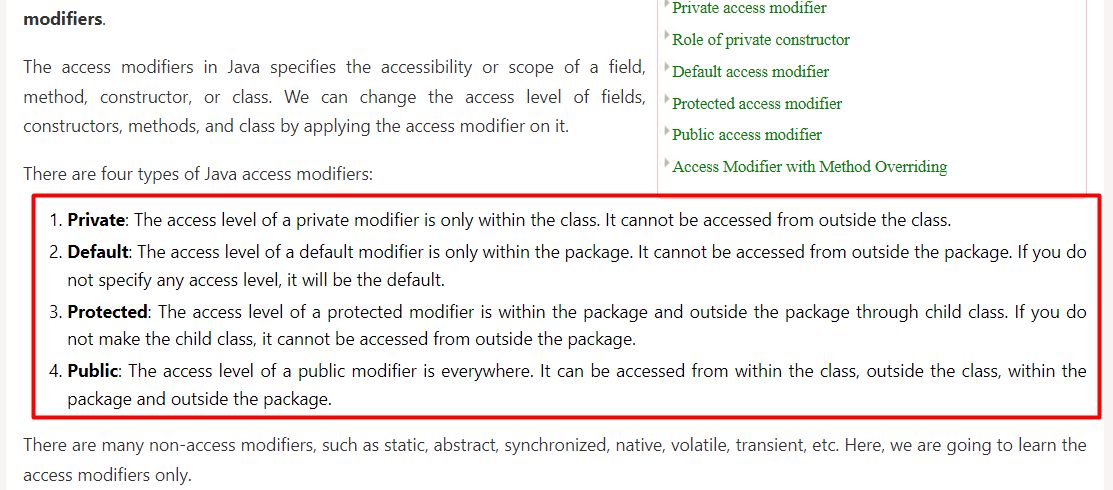 modifiers.
The access modifiers in Java specifies the accessibility or scope of a field,
method, constructor, or class. We can change the access level of fields,
constructors, methods, and class by applying the access modifier on it.
There are four types of Java access modifiers:
Private access modifier
Role of private constructor
Default access modifier
Protected access modifier
Public access modifier
Access Modifier with Method Overriding
1. Private: The access level of a private modifier is only within the class. It cannot be accessed from outside the class.
2. Default: The access level of a default modifier is only within the package. It cannot be accessed from outside the package. If you do
not specify any access level, it will be the default.
3. Protected: The access level of a protected modifier is within the package and outside the package through child class. If you do
not make the child class, it cannot be accessed from outside the package.
4. Public: The access level of a public modifier is everywhere. It can be accessed from within the class, outside the class, within the
package and outside the package.
There are many non-access modifiers, such as static, abstract, synchronized, native, volatile, transient, etc. Here, we are going to learn the
access modifiers only.